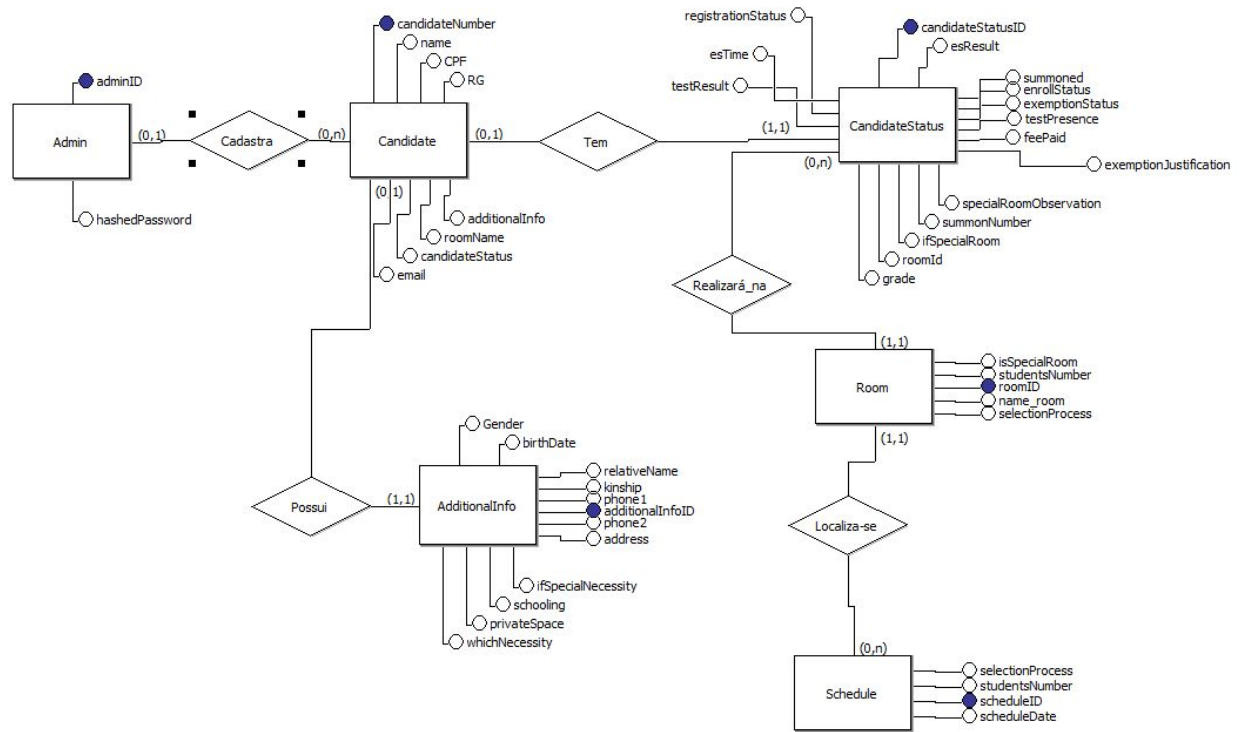 registrationStatus
candidateNumber
candidateStatusID
name
esResult
esTime
CPF
RG
adminID
testResult
summoned
enrollStatus
exemptionStatus
testPresence
feePaid
Admin
(0,1)
Cadastra
(0,n)
Candidate
(0,1)
Tem
(1,1)
CandidateStatus
(0,n)
exemptionJustification
(0,1)
hashedPassword
additionalInfo
roomName
candidateStatus
email
specialRoomObservation
summonNumber
ifSpecialRoom
roomId
grade
Realizará_na
(1,1)
Room
isSpecialRoom
studentsNumber
roomID
name_room
selectionProcess
(1,1)
Gender
birthDate
Possui
(1,1)
AdditionalInfo
relativeName
kinship
phone1
additionalInfoID
phone2
address
Localiza-se
ifSpecialNecessity
schooling
privateSpace
whichNecessity
(0,n)
Schedule
selectionProcess
studentsNumber
scheduleID
scheduleDate